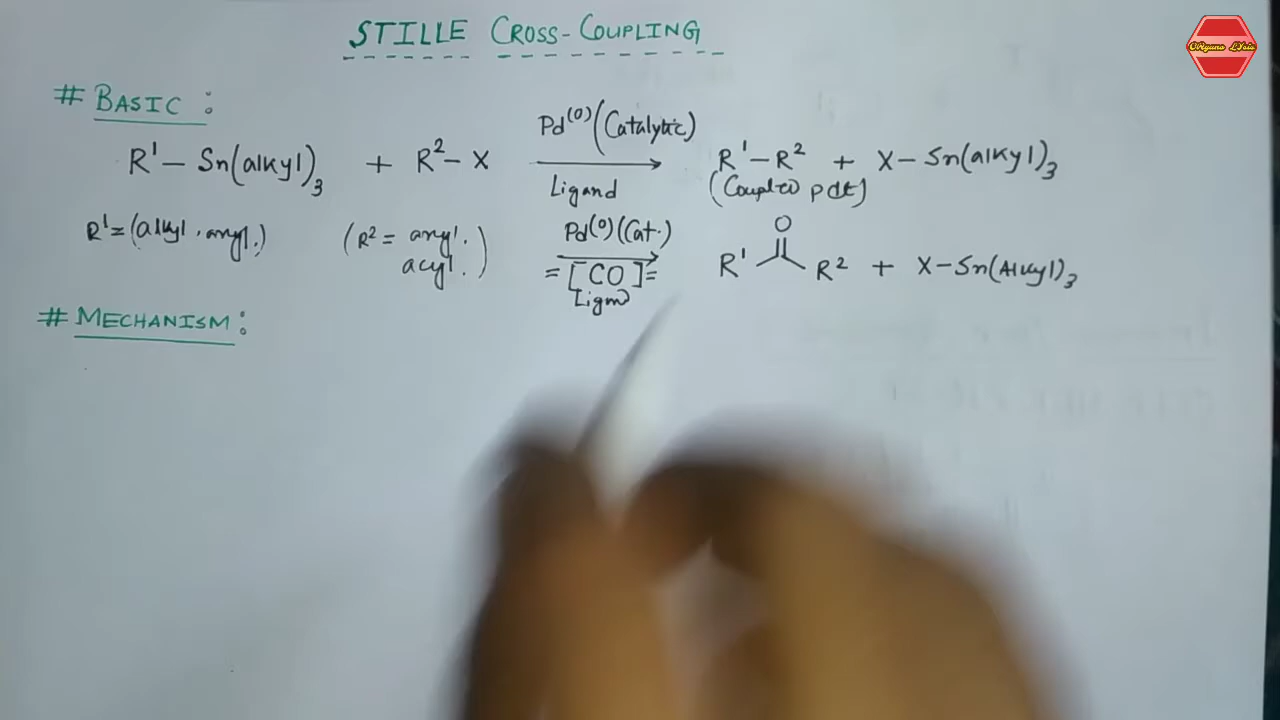 STILLE CROSS-COUPLING
# BASIC :
R¹ – Sn(alkyl)₃ + R² – X Pd⁽⁰⁾(Catalytic) Ligand R¹ – R² + X – Sn(alkyl)₃
(Coupled pdt)
R¹ = (alkyl, aryl.) (R² = aryl. acyl.) Pd⁽⁰⁾(Cat.) = [CO] = R¹ O R² + X – Sn(Alkyl)₃
# MECHANISM :